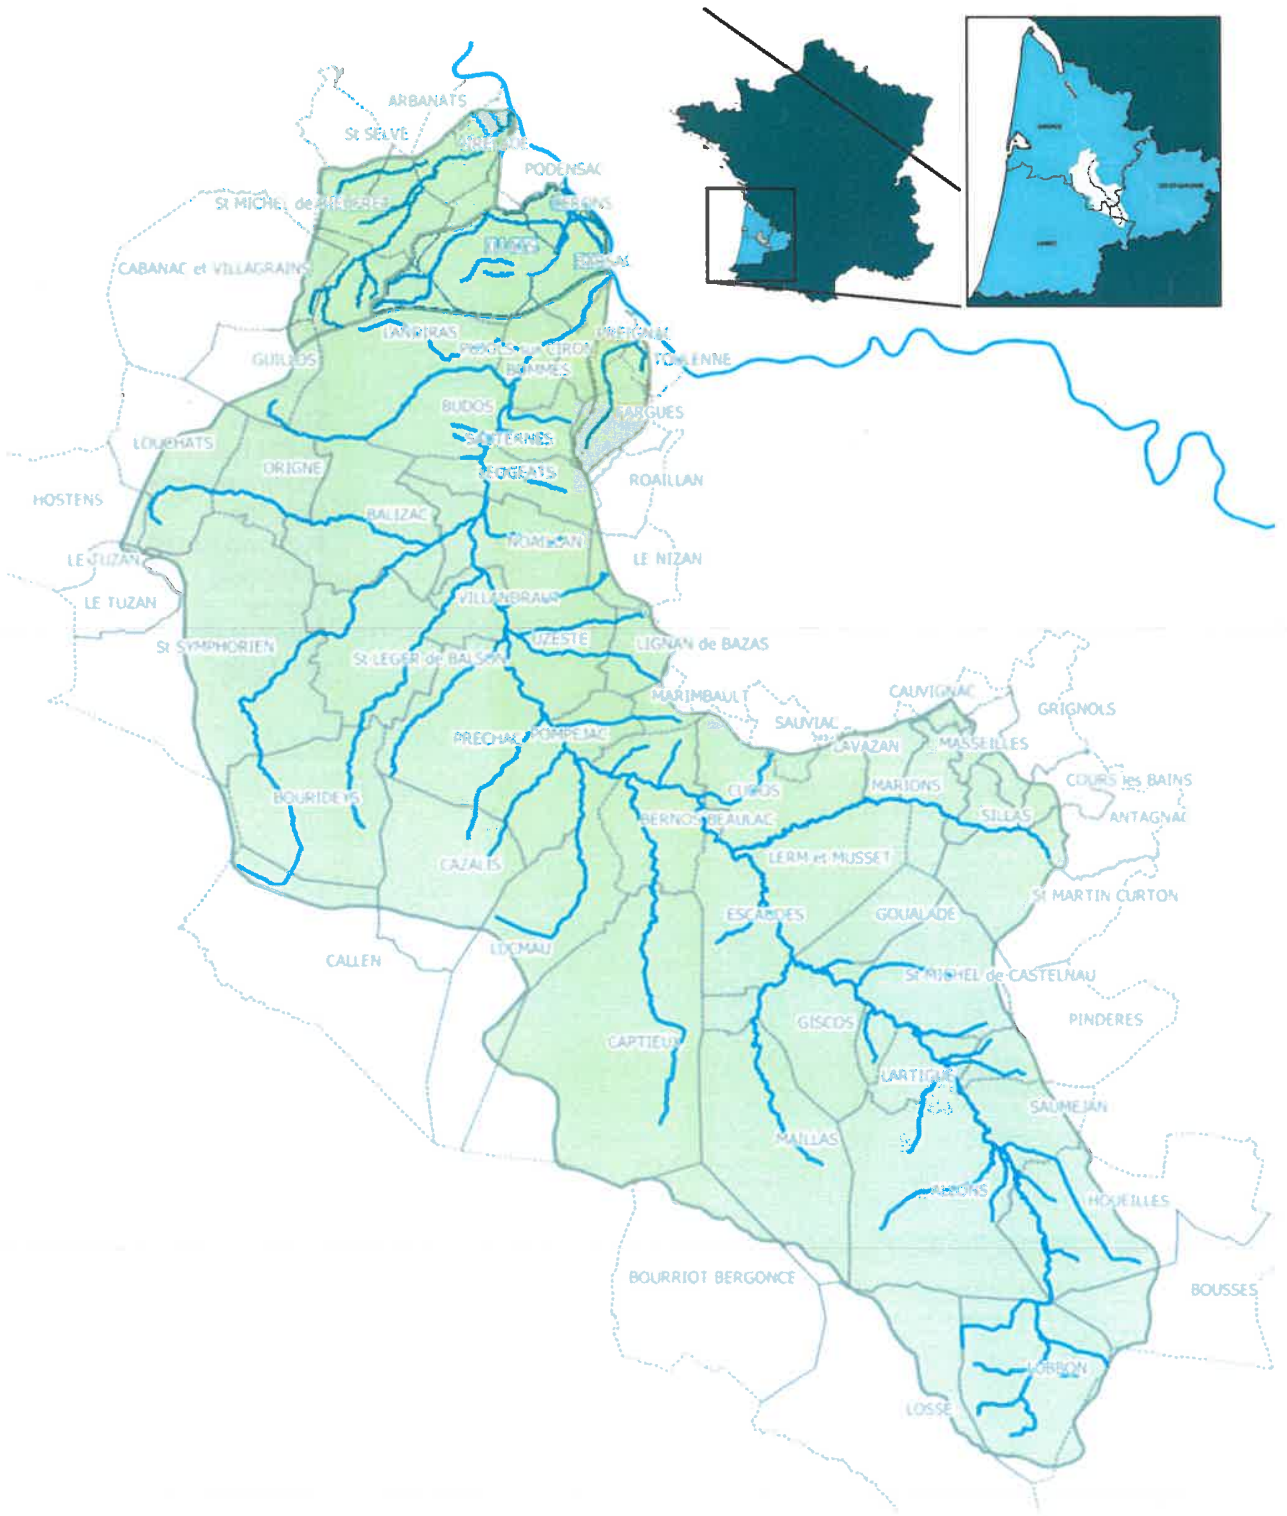 ARBANATS
St SELVE
PODENSAC
St MICHEL de
CABANAC et VILLAGRAINS
LANDIRAS
GUILLOS
TOULENNE
BOMMES
BUDOS
LOUCHATS
SAUTERNES
ORIGNE
ROAILLAN
HOSTENS
BALIZAC
NOAILLAN
LE NIZAN
LE TUZAN
LE TUZAN
VILLANDRAUT
UZESTE
St SYMPHORIEN
LIGNAN de BAZAS
St LEGER de BALSON
MARIMBAULT
CAUVIGNAC
GRIGNOLS
SAUVIAC
PRECHAC
POMPEJAC
LAVAZAN
MASSEILLES
COURS les BAINS
MARIONS
CUDOS
BOURIDEYS
SILLAS
ANTAGNAC
BERNOS BEAULAC
LERM et MUSSET
CAZALIS
St MARTIN CURTON
ESCAUDES
GOUALADE
LUCMAU
CALLEN
St MICHEL de CASTELNAU
PINDERES
GISCOS
CAPTIEUX
LARTIGUE
SAUMEJAN
MAILLAS
ALLONS
HOUEILLES
BOURRIOT BERGONCE
BOUSSES
LOSSE